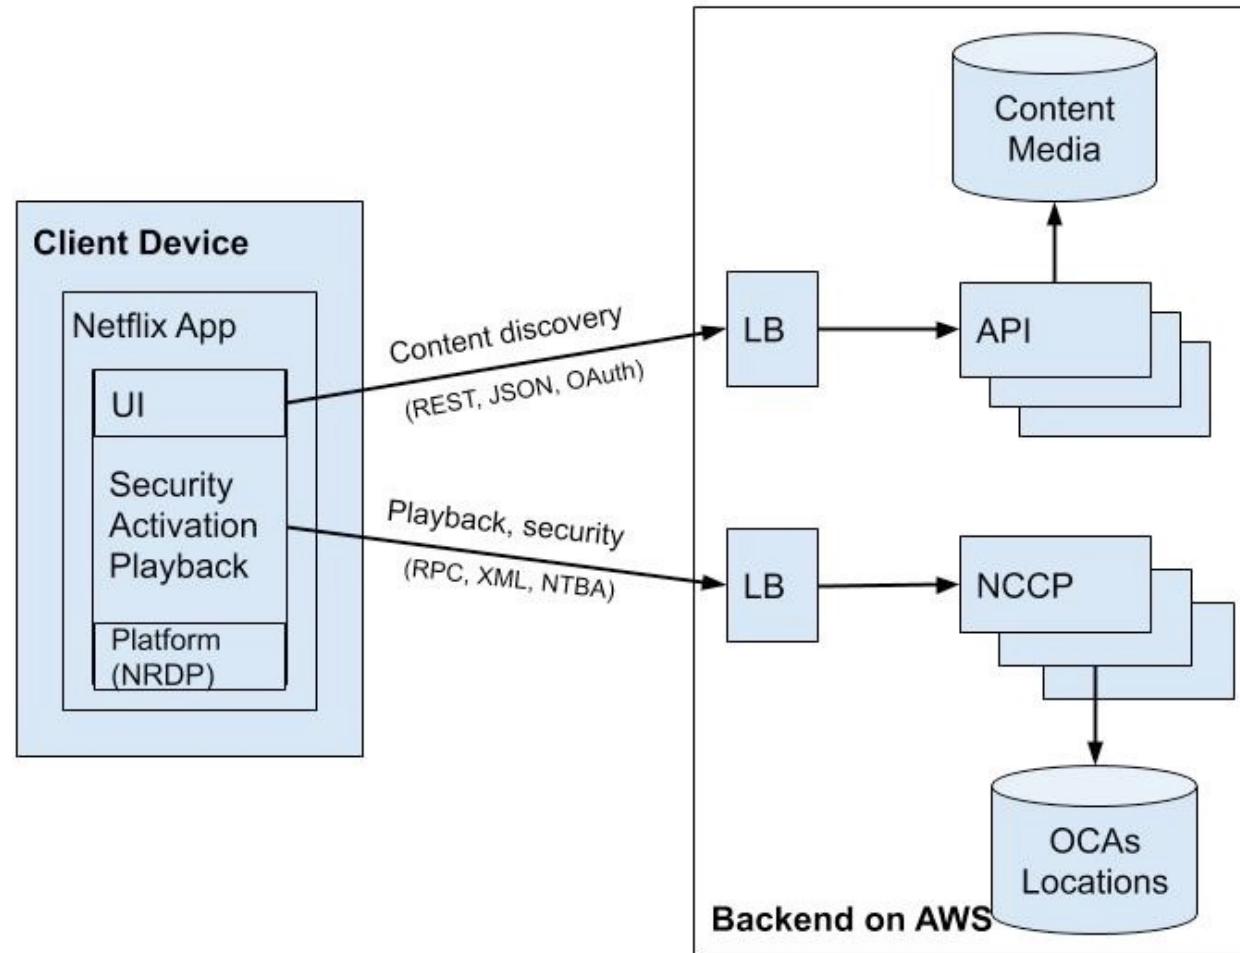 Client Device
Netflix App
UI
Security
Activation
Playback
Platform
(NRDP)
Content discovery
(REST, JSON, OAuth)
Playback, security
(RPC, XML, NTBA)
Content
Media
LB
API
LB
NCCP
OCAs
Locations
Backend on AWS